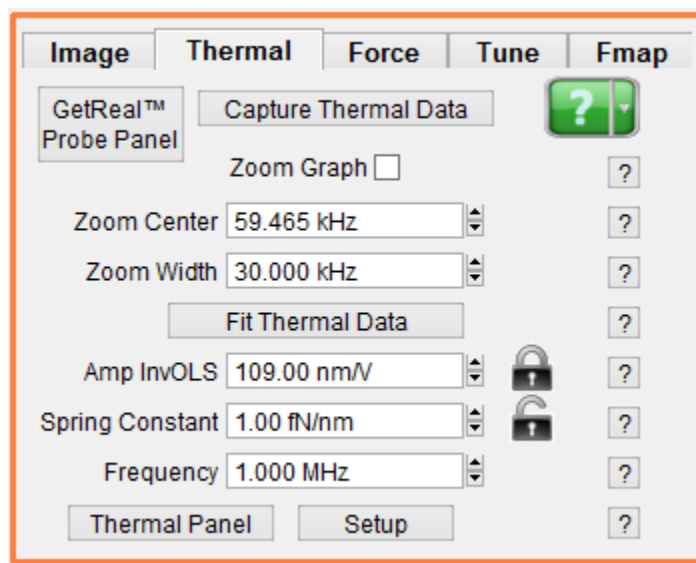 Image Thermal Force Tune Fmap
GetReal™
Probe Panel
Capture Thermal Data
?
Zoom Graph ?
Zoom Center 59.465 kHz ?
Zoom Width 30.000 kHz ?
Fit Thermal Data ?
Amp InvOLS 109.00 nm/V ?
Spring Constant 1.00 fN/nm ?
Frequency 1.000 MHz ?
Thermal Panel Setup ?